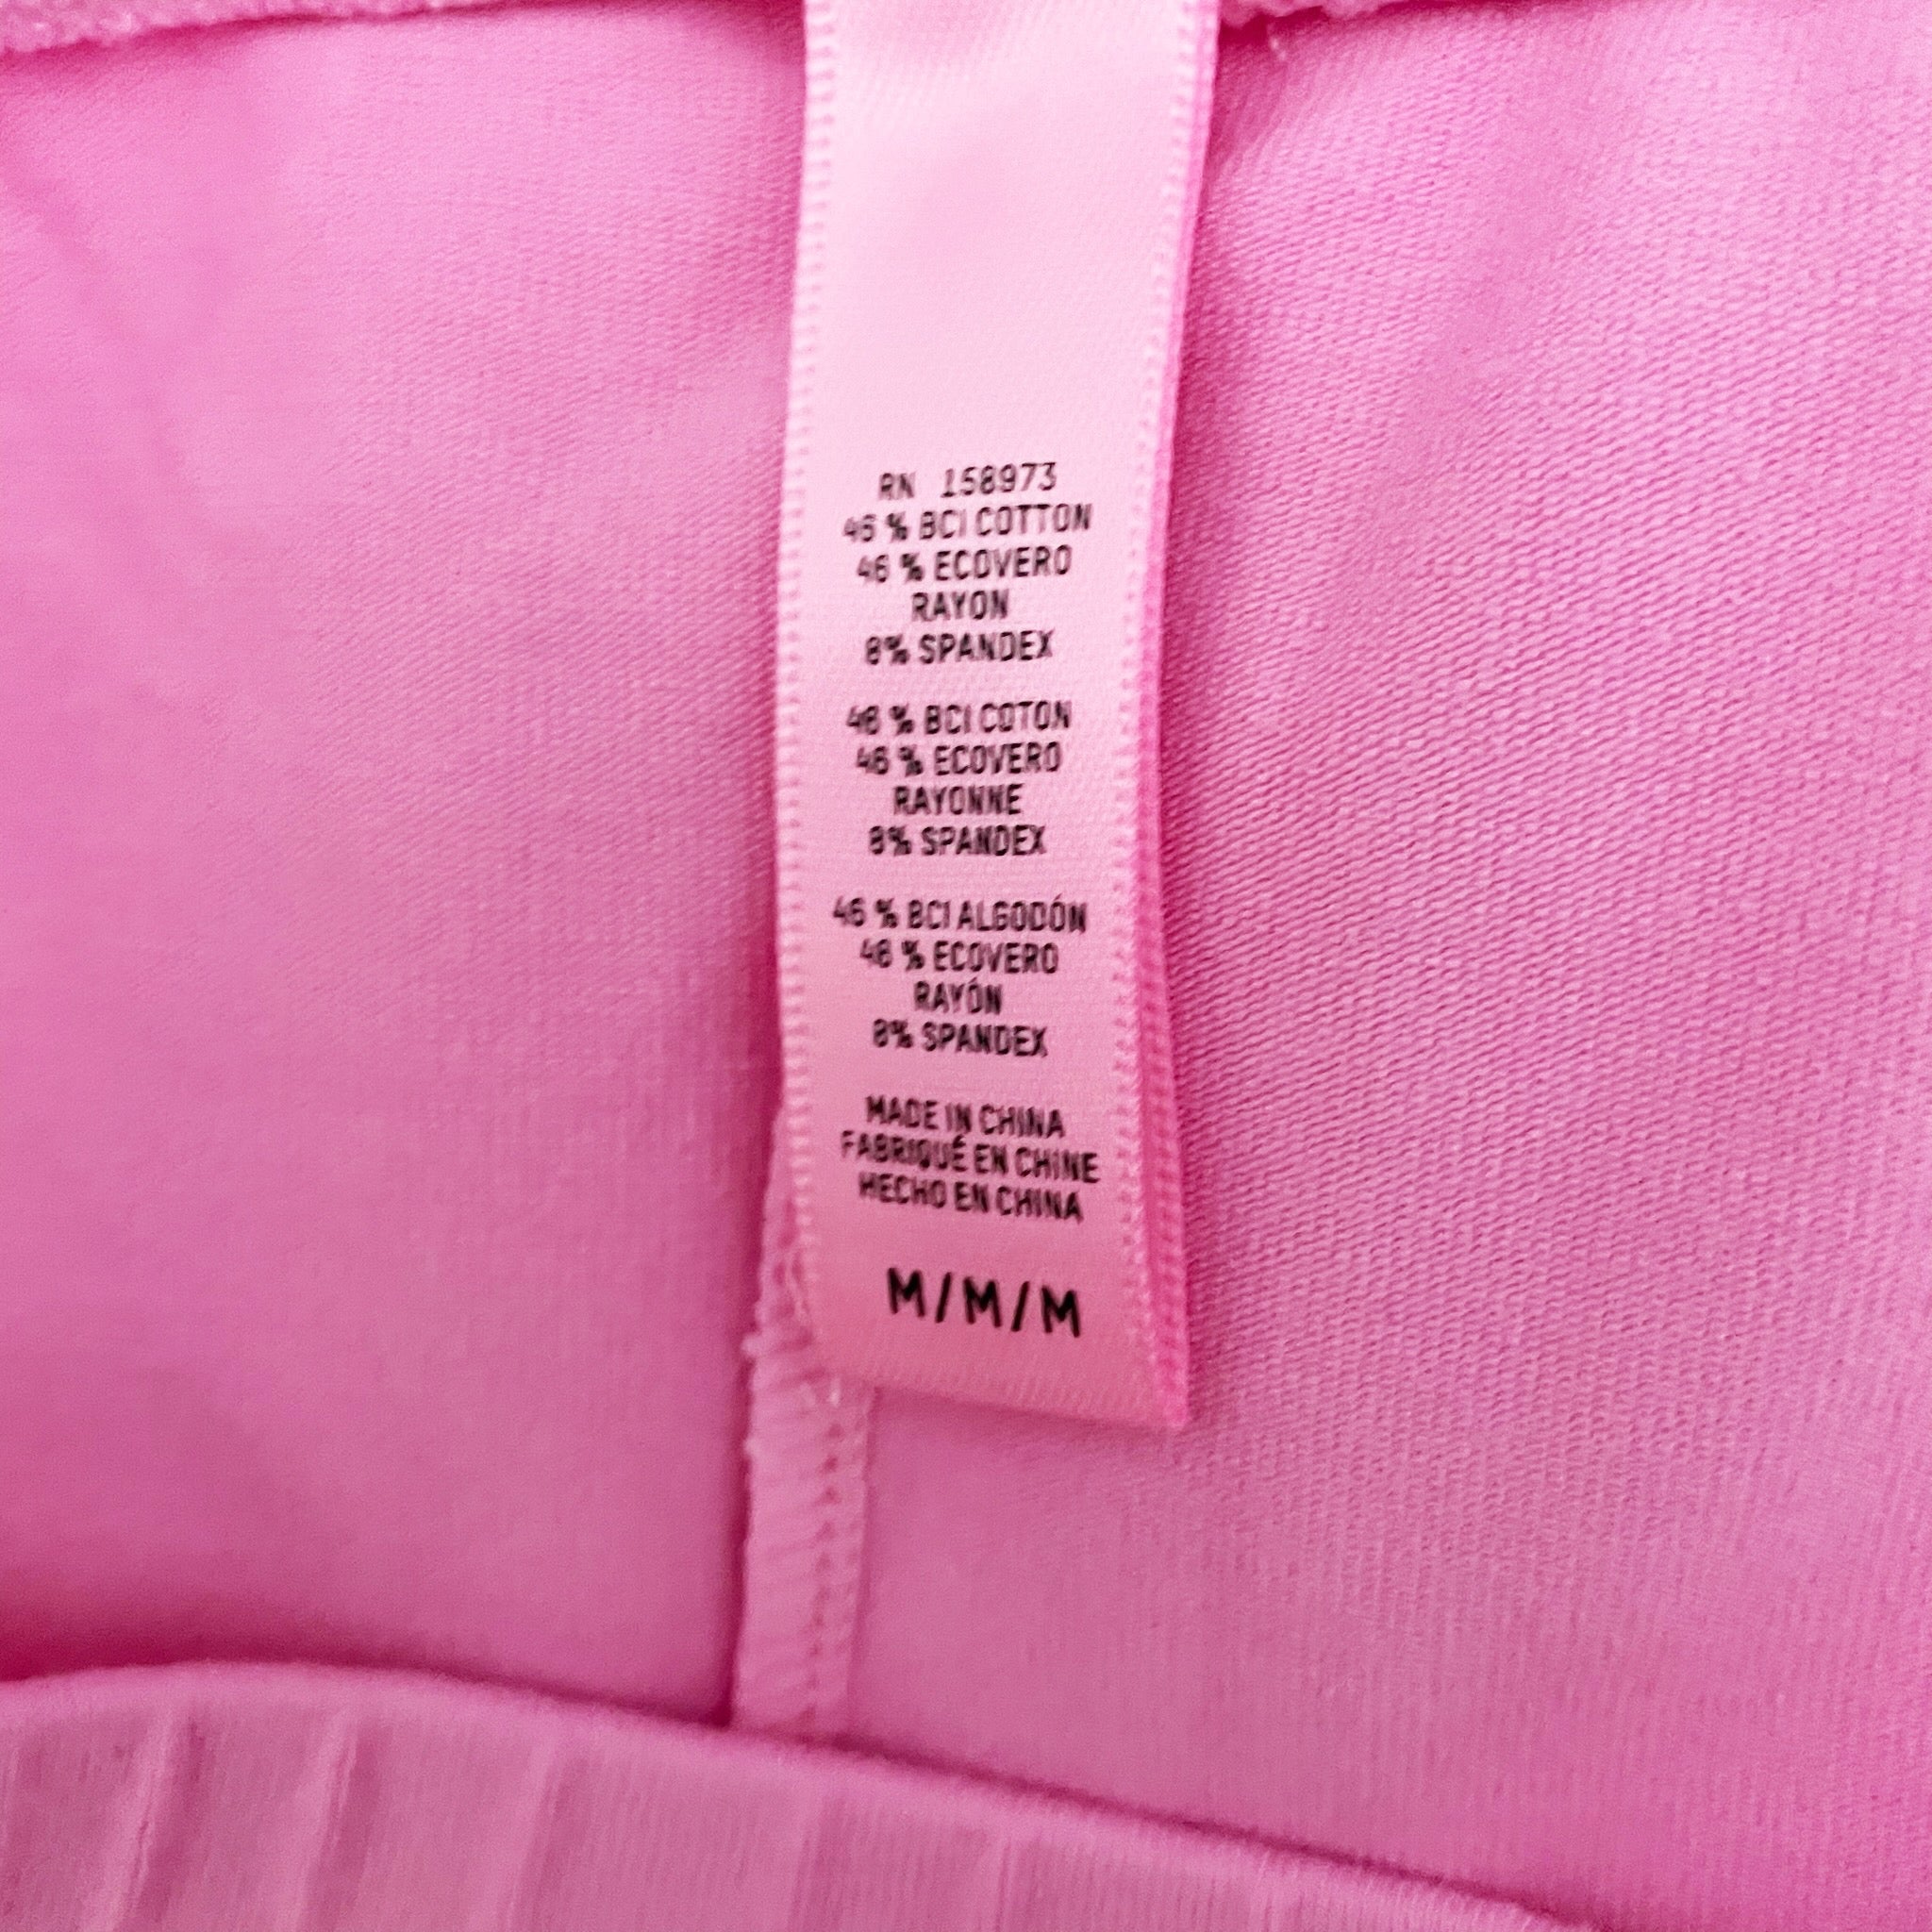 RN 158973
46 % BCI COTTON
46 % ECOVERO
RAYON
8% SPANDEX
46 % BCI COTON
46 % ECOVERO
RAYONNE
8% SPANDEX
46 % BCI ALGODÓN
46 % ECOVERO
RAYÓN
8% SPANDEX
MADE IN CHINA
FABRIQUÉ EN CHINE
HECHO EN CHINA
M/M/M